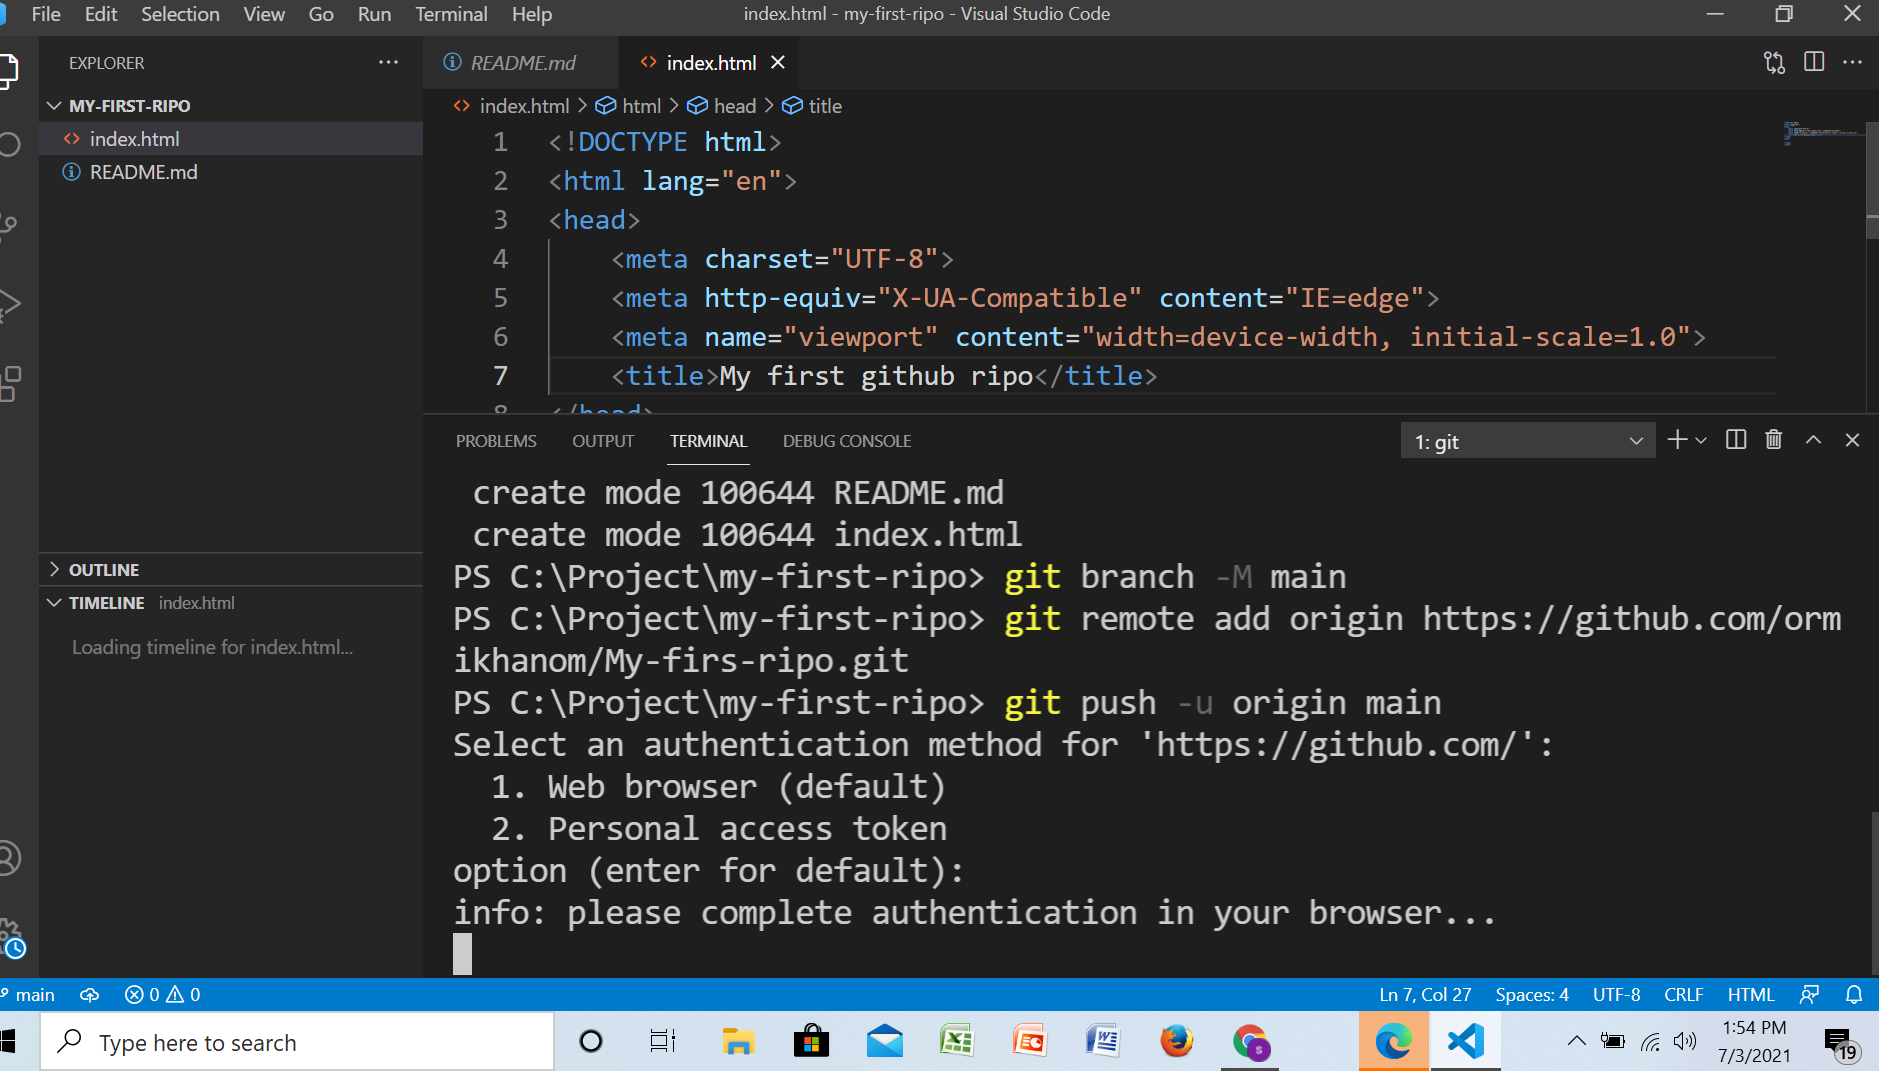 File Edit Selection View Go Run Terminal Help
index.html - my-first-ripo - Visual Studio Code
EXPLORER
README.md
index.html
MY-FIRST-RIPO
index.html
README.md
index.html > html > head > title
1 <!DOCTYPE html>
2 <html lang="en">
3 <head>
4 <meta charset="UTF-8">
5 <meta http-equiv="X-UA-Compatible" content="IE=edge">
6 <meta name="viewport" content="width=device-width, initial-scale=1.0">
7 <title>My first github ripo</title>
8 </head>
PROBLEMS OUTPUT TERMINAL DEBUG CONSOLE
1: git
create mode 100644 README.md
create mode 100644 index.html
PS C:\Project\my-first-ripo> git branch -M main
PS C:\Project\my-first-ripo> git remote add origin https://github.com/orm
ikhanom/My-firs-ripo.git
PS C:\Project\my-first-ripo> git push -u origin main
Select an authentication method for 'https://github.com/':
1. Web browser (default)
2. Personal access token
option (enter for default):
info: please complete authentication in your browser...
OUTLINE
TIMELINE index.html
Loading timeline for index.html...
main
0 0
Ln 7, Col 27 Spaces: 4 UTF-8 CRLF HTML
Type here to search
1:54 PM
7/3/2021
19